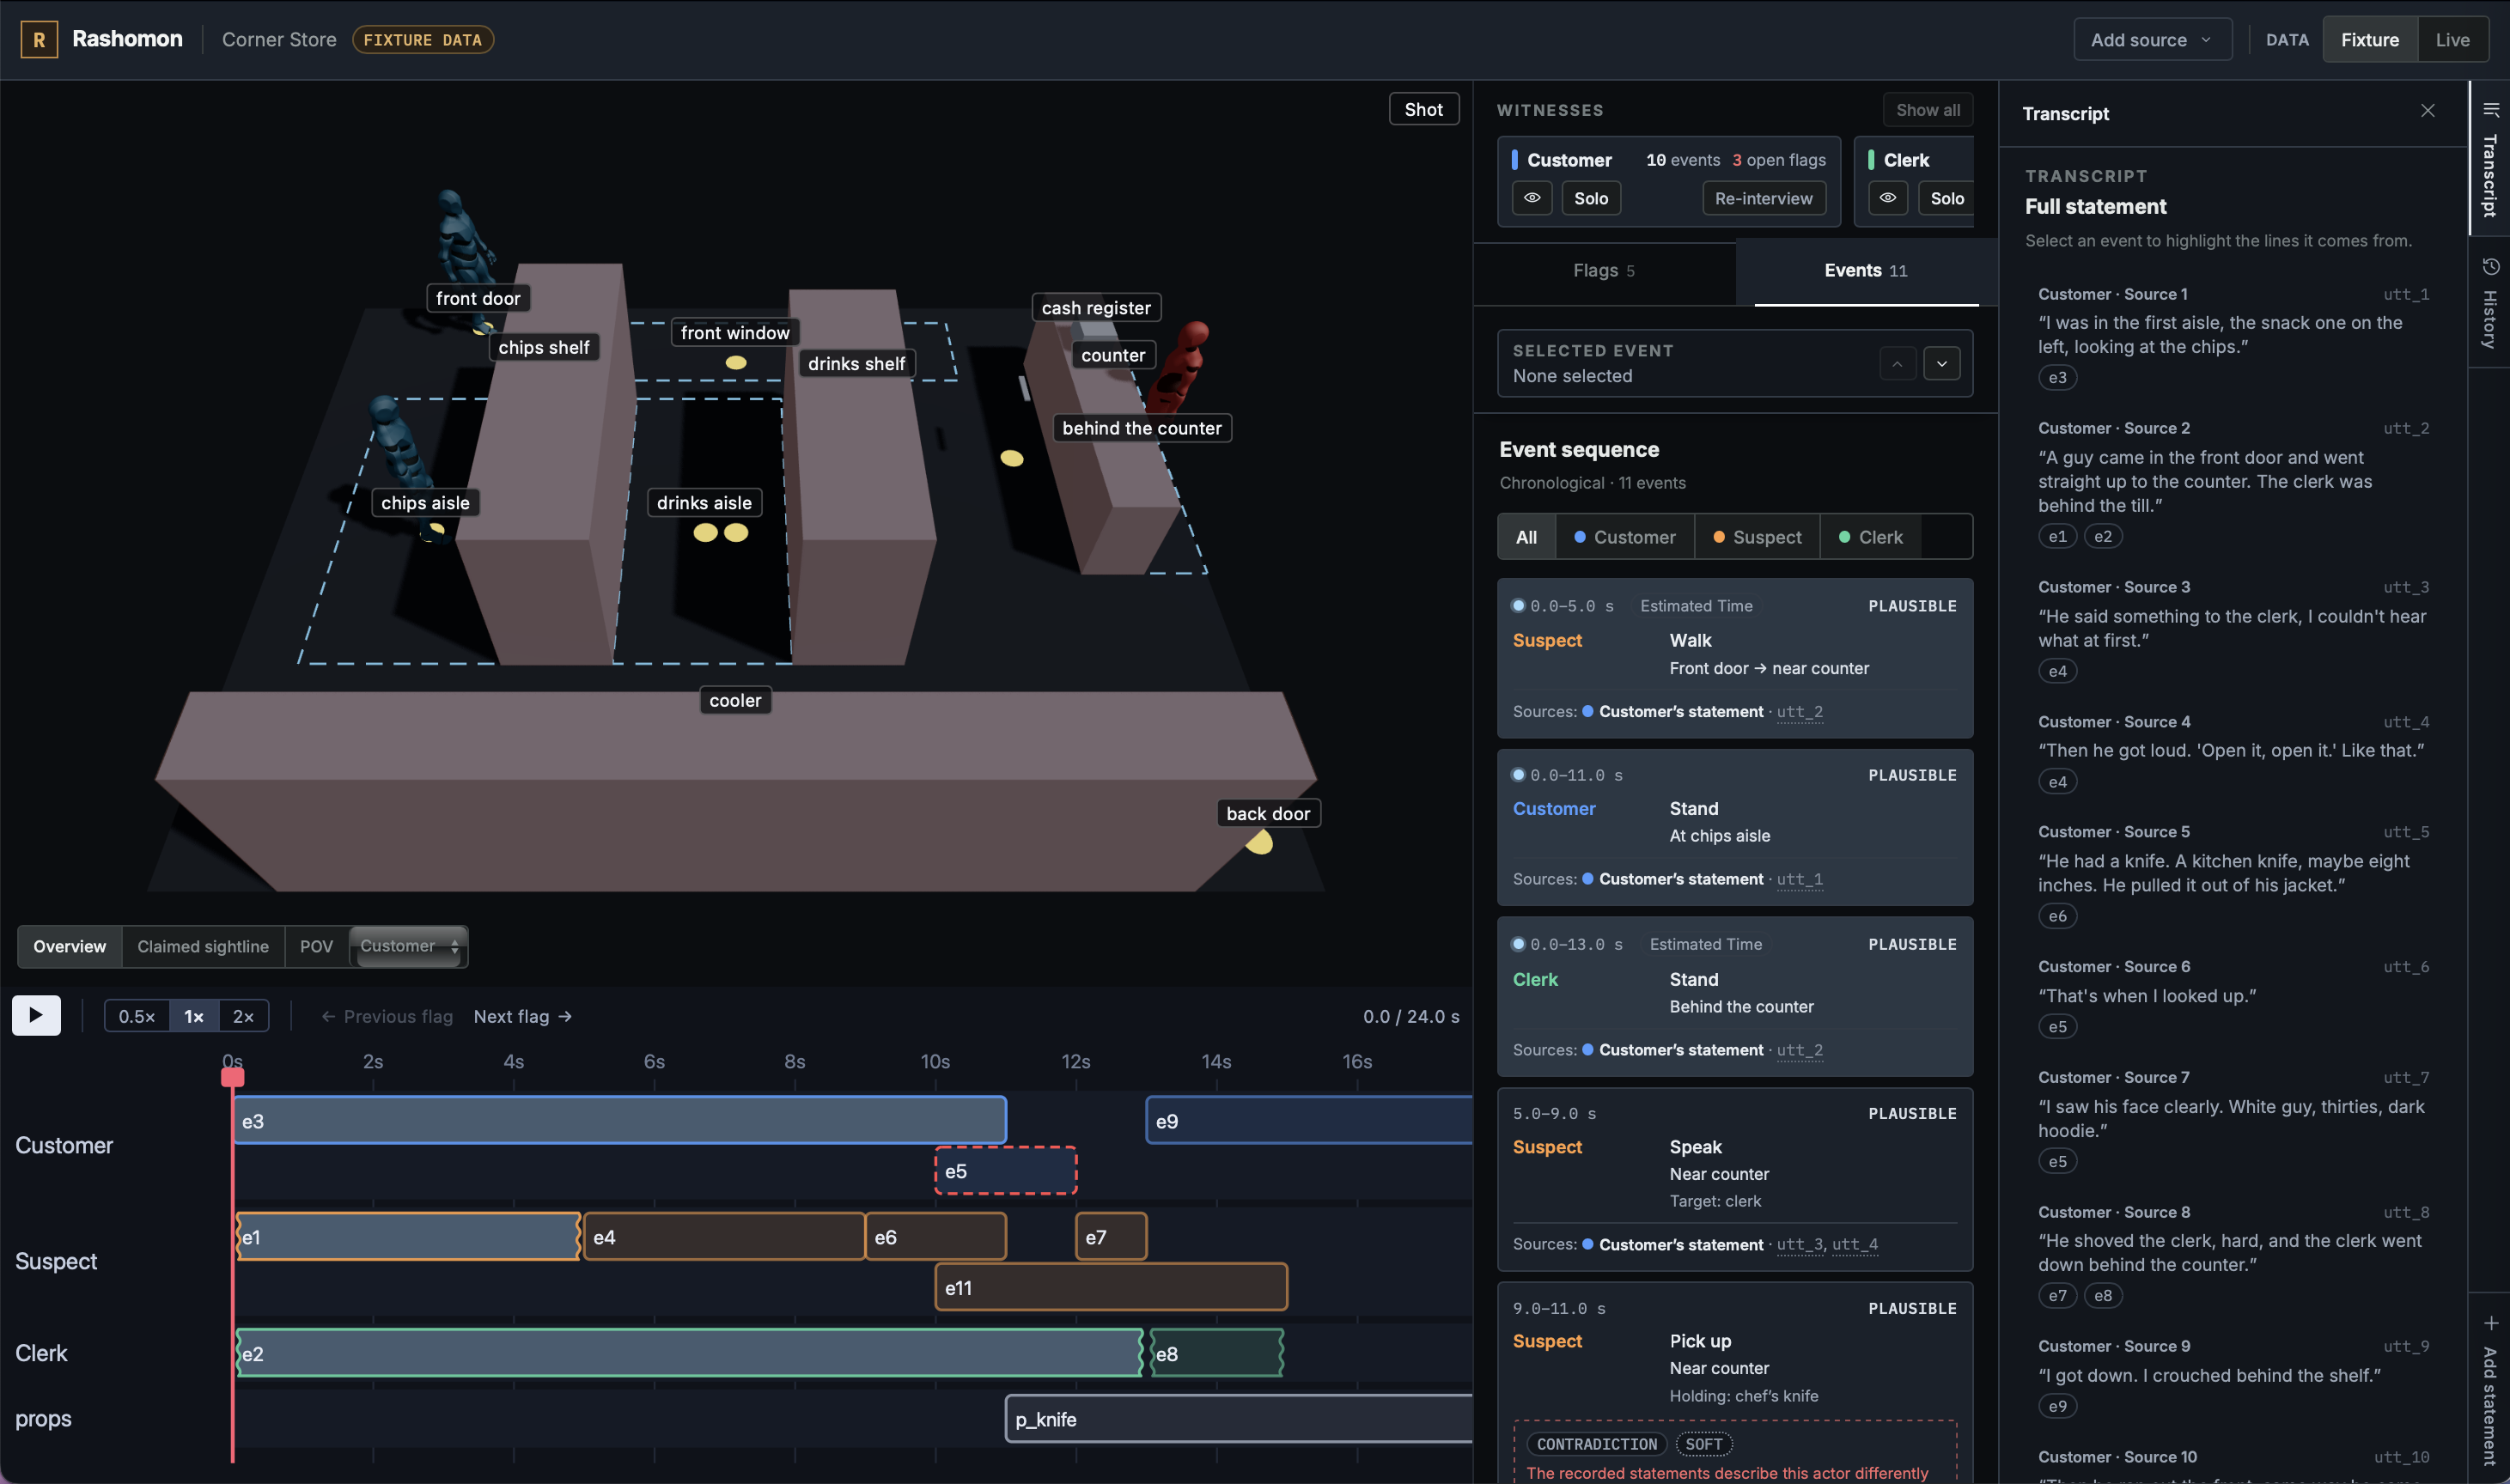 R Rashomon Corner Store FIXTURE DATA
Add source DATA Fixture Live
Shot
front door
chips shelf
front window
drinks shelf
cash register
counter
behind the counter
chips aisle
drinks aisle
cooler
back door
Overview Claimed sightline POV Customer
0.5× 1× 2× ← Previous flag Next flag → 0.0 / 24.0 s
0s 2s 4s 6s 8s 10s 12s 14s 16s
Customer
e3 e9
e5
Suspect
e1 e4 e6 e7
e11
Clerk
e2 e8
props
p_knife
WITNESSES Show all
Customer 10 events 3 open flags
Solo Re-interview
Clerk
Solo
Flags 5 Events 11
SELECTED EVENT
None selected
Event sequence
Chronological · 11 events
All Customer Suspect Clerk
0.0–5.0 s Estimated Time PLAUSIBLE
Suspect Walk
Front door → near counter
Sources: Customer’s statement · utt_2
0.0–11.0 s PLAUSIBLE
Customer Stand
At chips aisle
Sources: Customer’s statement · utt_1
0.0–13.0 s Estimated Time PLAUSIBLE
Clerk Stand
Behind the counter
Sources: Customer’s statement · utt_2
5.0–9.0 s PLAUSIBLE
Suspect Speak
Near counter
Target: clerk
Sources: Customer’s statement · utt_3, utt_4
9.0–11.0 s PLAUSIBLE
Suspect Pick up
Near counter
Holding: chef’s knife
CONTRADICTION SOFT
The recorded statements describe this actor differently
Transcript
TRANSCRIPT
Full statement
Select an event to highlight the lines it comes from.
Customer · Source 1 utt_1
“I was in the first aisle, the snack one on the
left, looking at the chips.”
e3
Customer · Source 2 utt_2
“A guy came in the front door and went
straight up to the counter. The clerk was
behind the till.”
e1 e2
Customer · Source 3 utt_3
“He said something to the clerk, I couldn't hear
what at first.”
e4
Customer · Source 4 utt_4
“Then he got loud. 'Open it, open it.' Like that.”
e4
Customer · Source 5 utt_5
“He had a knife. A kitchen knife, maybe eight
inches. He pulled it out of his jacket.”
e6
Customer · Source 6 utt_6
“That's when I looked up.”
e5
Customer · Source 7 utt_7
“I saw his face clearly. White guy, thirties, dark
hoodie.”
e5
Customer · Source 8 utt_8
“He shoved the clerk, hard, and the clerk went
down behind the counter.”
e7 e8
Customer · Source 9 utt_9
“I got down. I crouched behind the shelf.”
e9
Customer · Source 10 utt_10
Transcript
History
Add statement